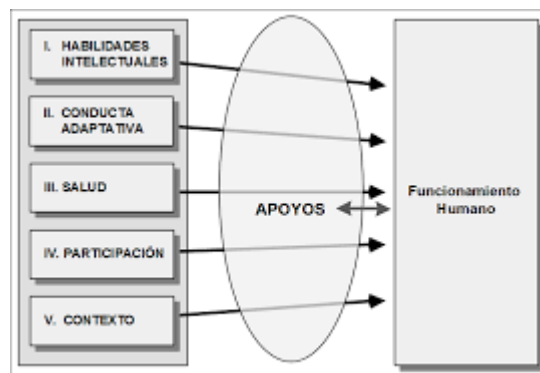 I. HABILIDADES
INTELECTUALES
II. CONDUCTA
ADAPTATIVA
III. SALUD
IV. PARTICIPACIÓN
V. CONTEXTO
APOYOS
Funcionamiento
Humano